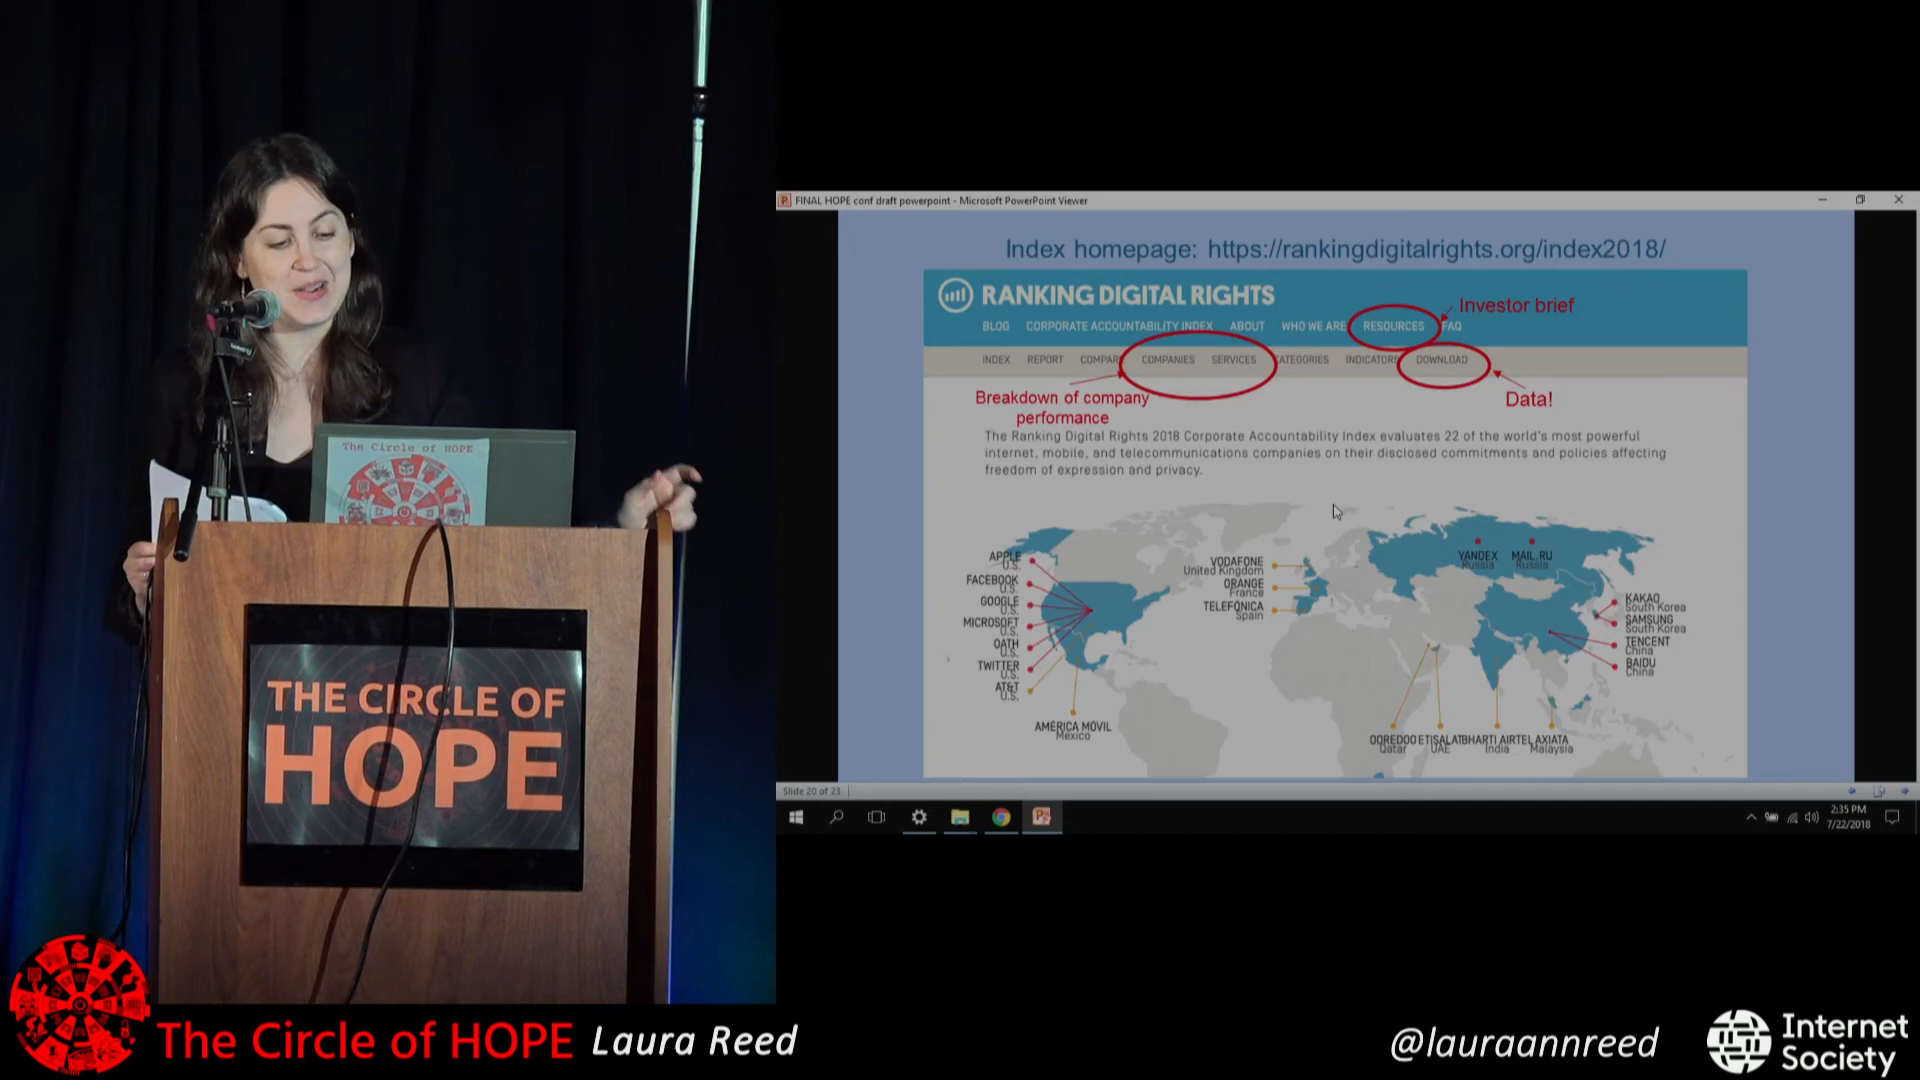 The Circle of HOPE
THE CIRCLE OF
HOPE
FINAL HOPE conf draft powerpoint - Microsoft PowerPoint Viewer
Index homepage: https://rankingdigitalrights.org/index2018/
RANKING DIGITAL RIGHTS
Investor brief
BLOG CORPORATE ACCOUNTABILITY INDEX ABOUT WHO WE ARE RESOURCES FAQ
INDEX REPORT COMPAR COMPANIES SERVICES CATEGORIES INDICATORS DOWNLOAD
Breakdown of company
performance
Data!
The Ranking Digital Rights 2018 Corporate Accountability Index evaluates 22 of the world's most powerful
internet, mobile, and telecommunications companies on their disclosed commitments and policies affecting
freedom of expression and privacy.
APPLE
U.S.
FACEBOOK
U.S.
GOOGLE
U.S.
MICROSOFT
U.S.
OATH
U.S.
TWITTER
U.S.
AT&T
U.S.
AMÉRICA MÓVIL
Mexico
VODAFONE
United Kingdom
ORANGE
France
TELEFÓNICA
Spain
YANDEX
Russia
MAIL.RU
Russia
KAKAO
South Korea
SAMSUNG
South Korea
TENCENT
China
BAIDU
China
OOREDOO
Qatar
ETISALAT
UAE
BHARTI AIRTEL
India
AXIATA
Malaysia
Slide 20 of 23
2:35 PM
7/22/2018
The Circle of HOPE Laura Reed
@lauraannreed
Internet
Society